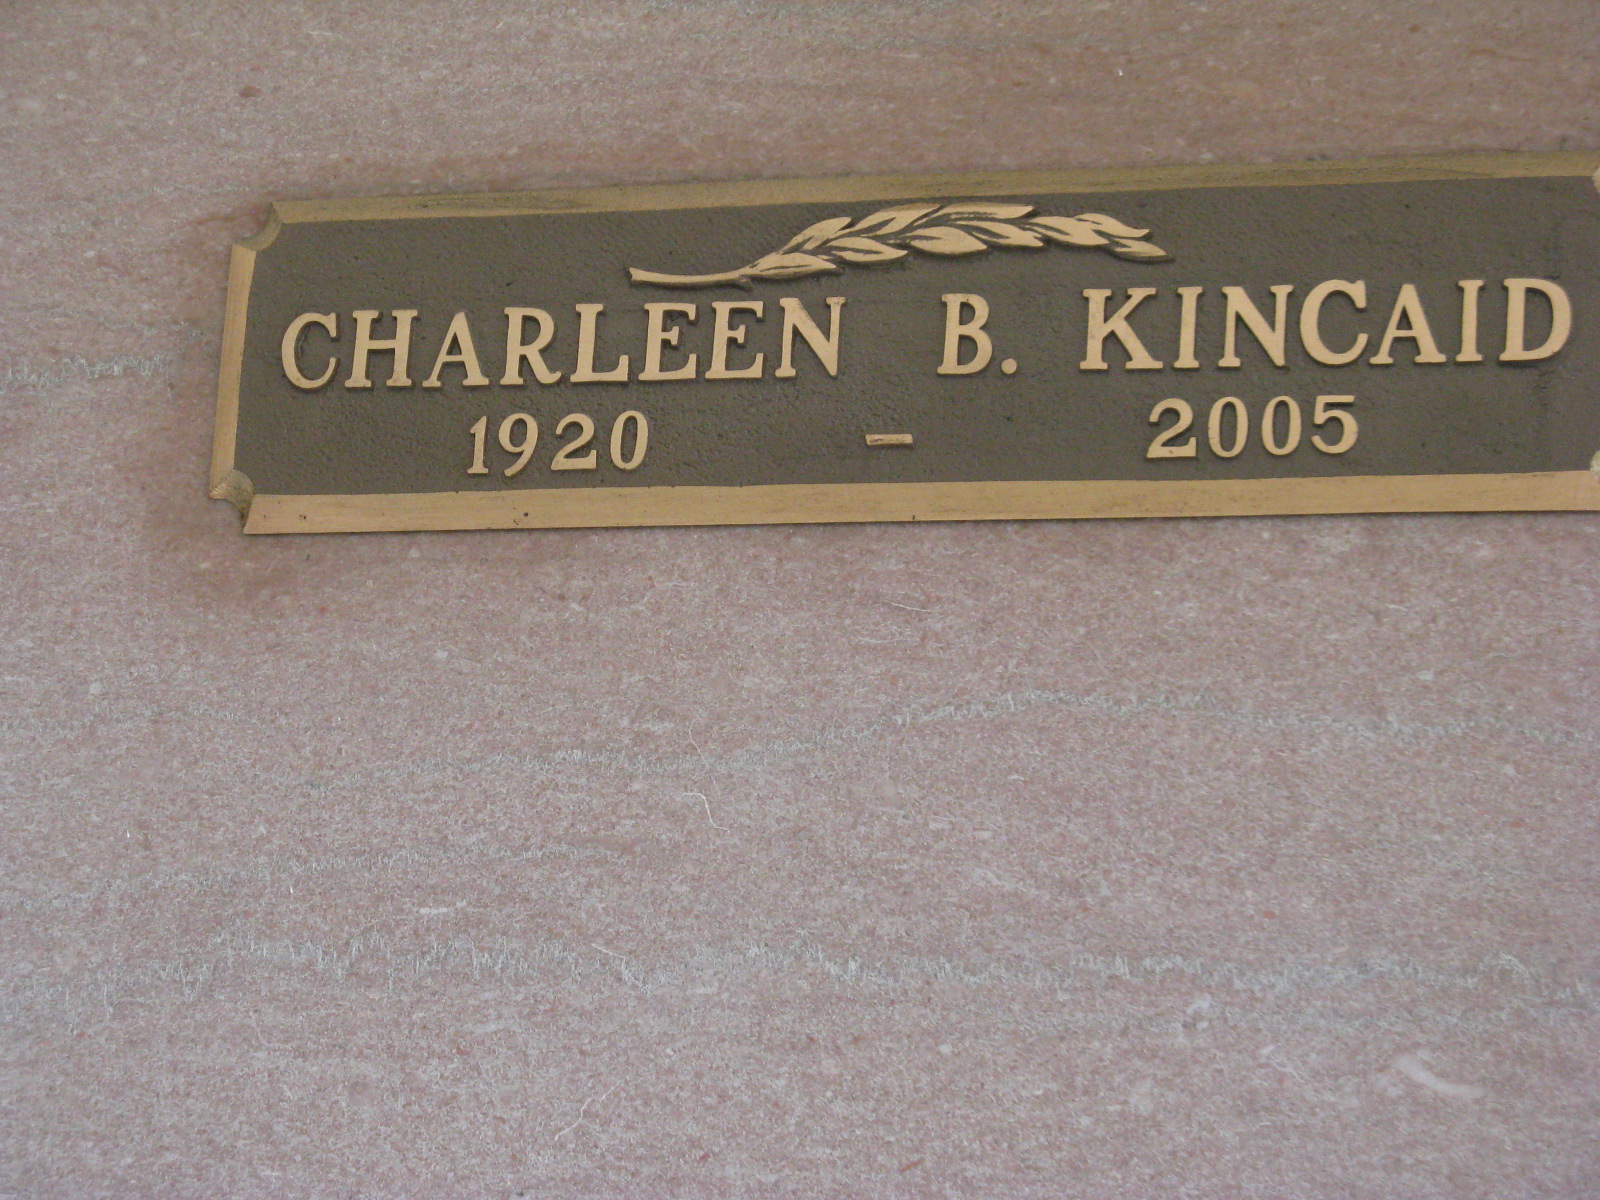 CHARLEEN B. KINCAID
1920 – 2005